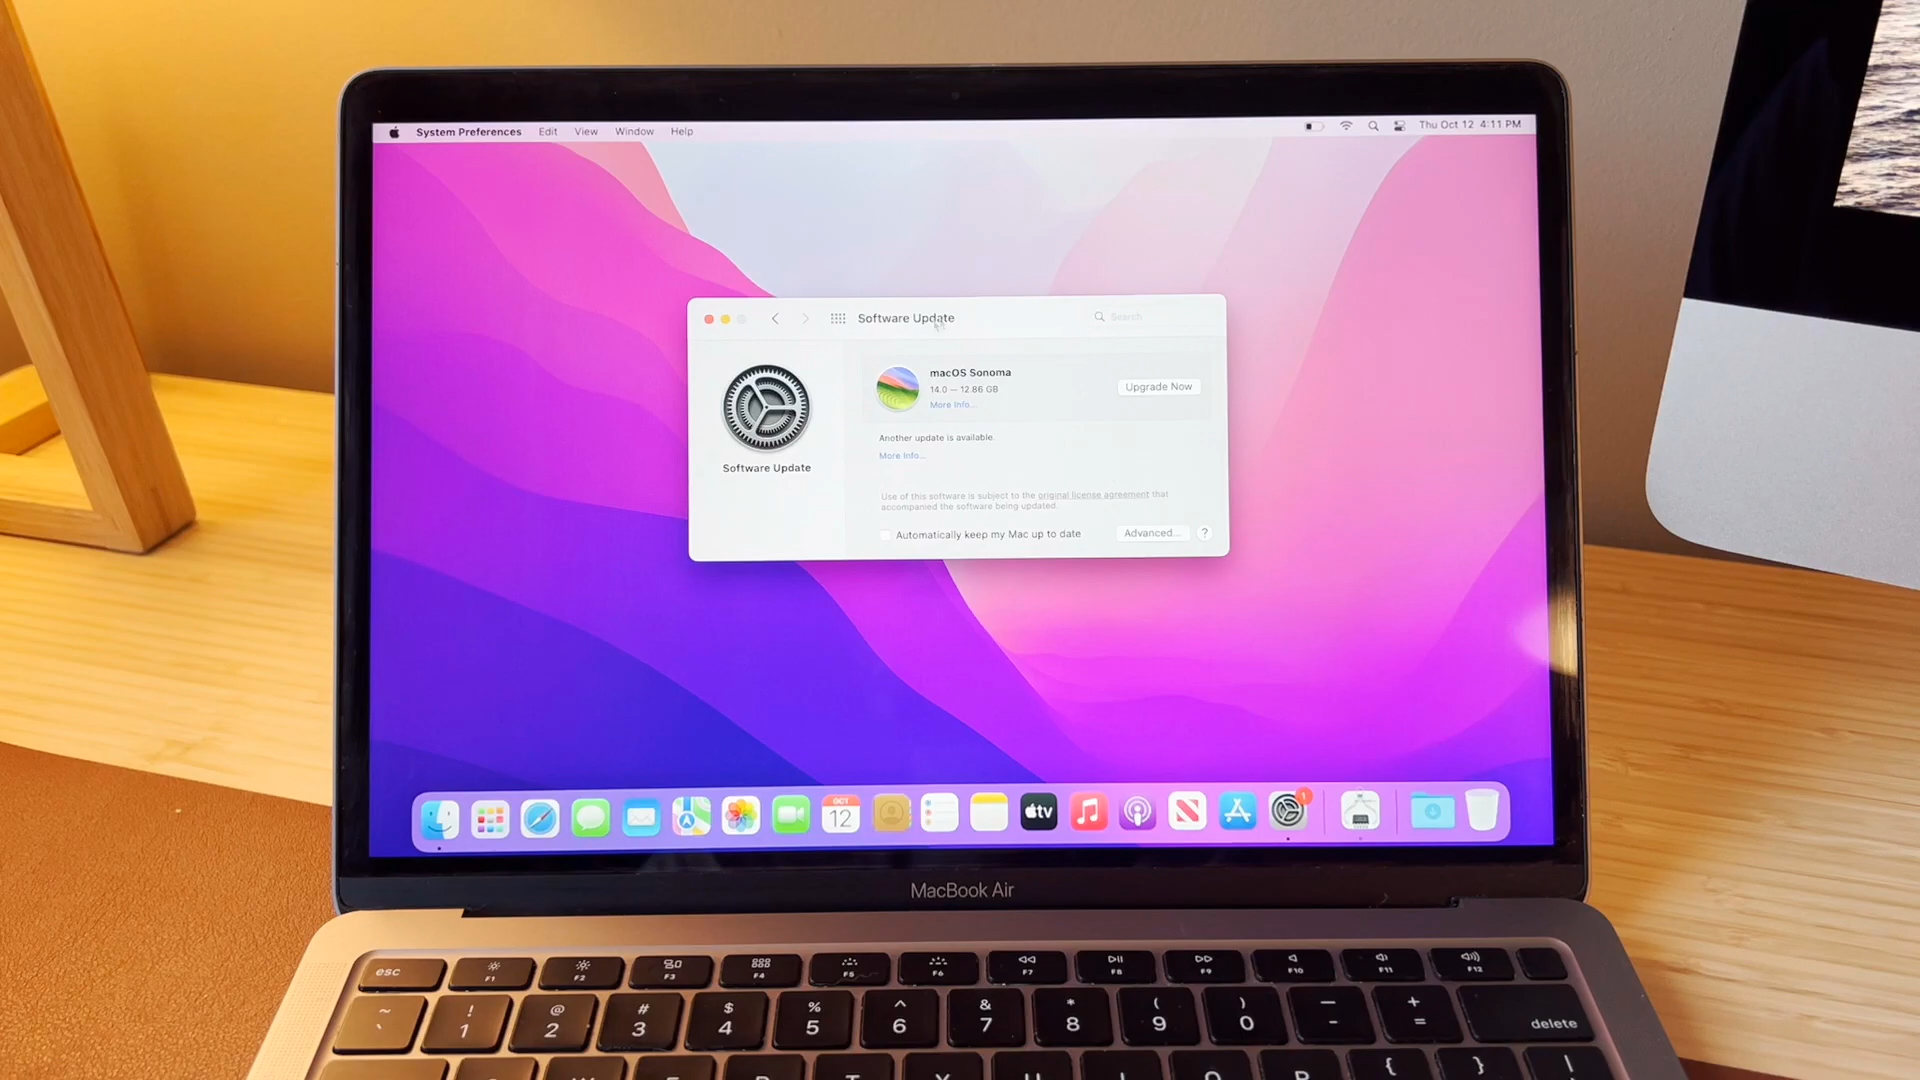 System Preferences Edit View Window Help
Thu Oct 12 4:11 PM
Software Update
Search
macOS Sonoma
14.0 — 12.86 GB
More Info...
Upgrade Now
Another update is available.
More Info...
Software Update
Use of this software is subject to the original license agreement that
accompanied the software being updated.
Automatically keep my Mac up to date
Advanced...
?
OCT
12
tv
1
MacBook Air
esc F1 F2 F3 F4 F5 F6 F7 F8 F9 F10 F11 F12
~ ! @ # $ % ^ & * ( ) — +
` 1 2 3 4 5 6 7 8 9 0 - = delete
{ }